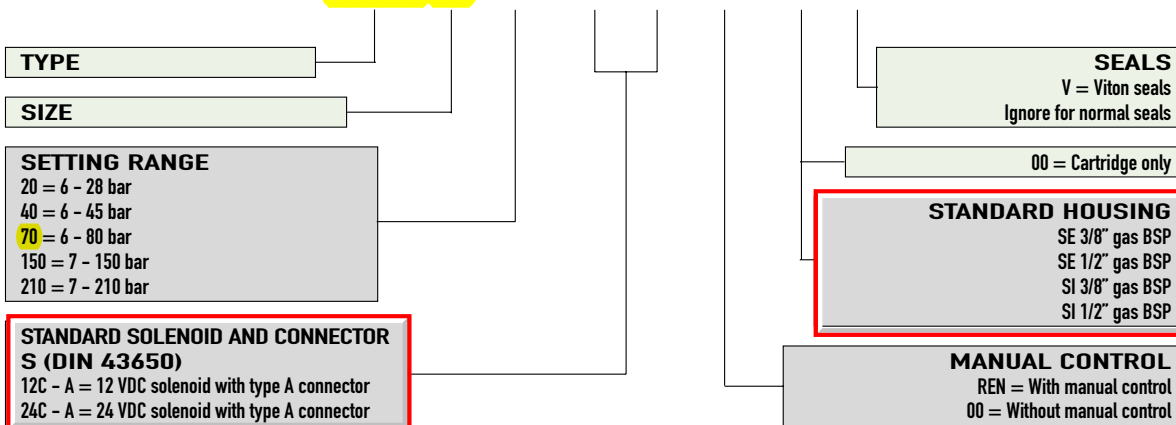 TYPE
SIZE
SETTING RANGE
20 = 6 - 28 bar
40 = 6 - 45 bar
70 = 6 - 80 bar
150 = 7 - 150 bar
210 = 7 - 210 bar
STANDARD SOLENOID AND CONNECTOR
S (DIN 43650)
12C - A = 12 VDC solenoid with type A connector
24C - A = 24 VDC solenoid with type A connector
SEALS
V = Viton seals
Ignore for normal seals
00 = Cartridge only
STANDARD HOUSING
SE 3/8" gas BSP
SE 1/2" gas BSP
SI 3/8" gas BSP
SI 1/2" gas BSP
MANUAL CONTROL
REN = With manual control
00 = Without manual control